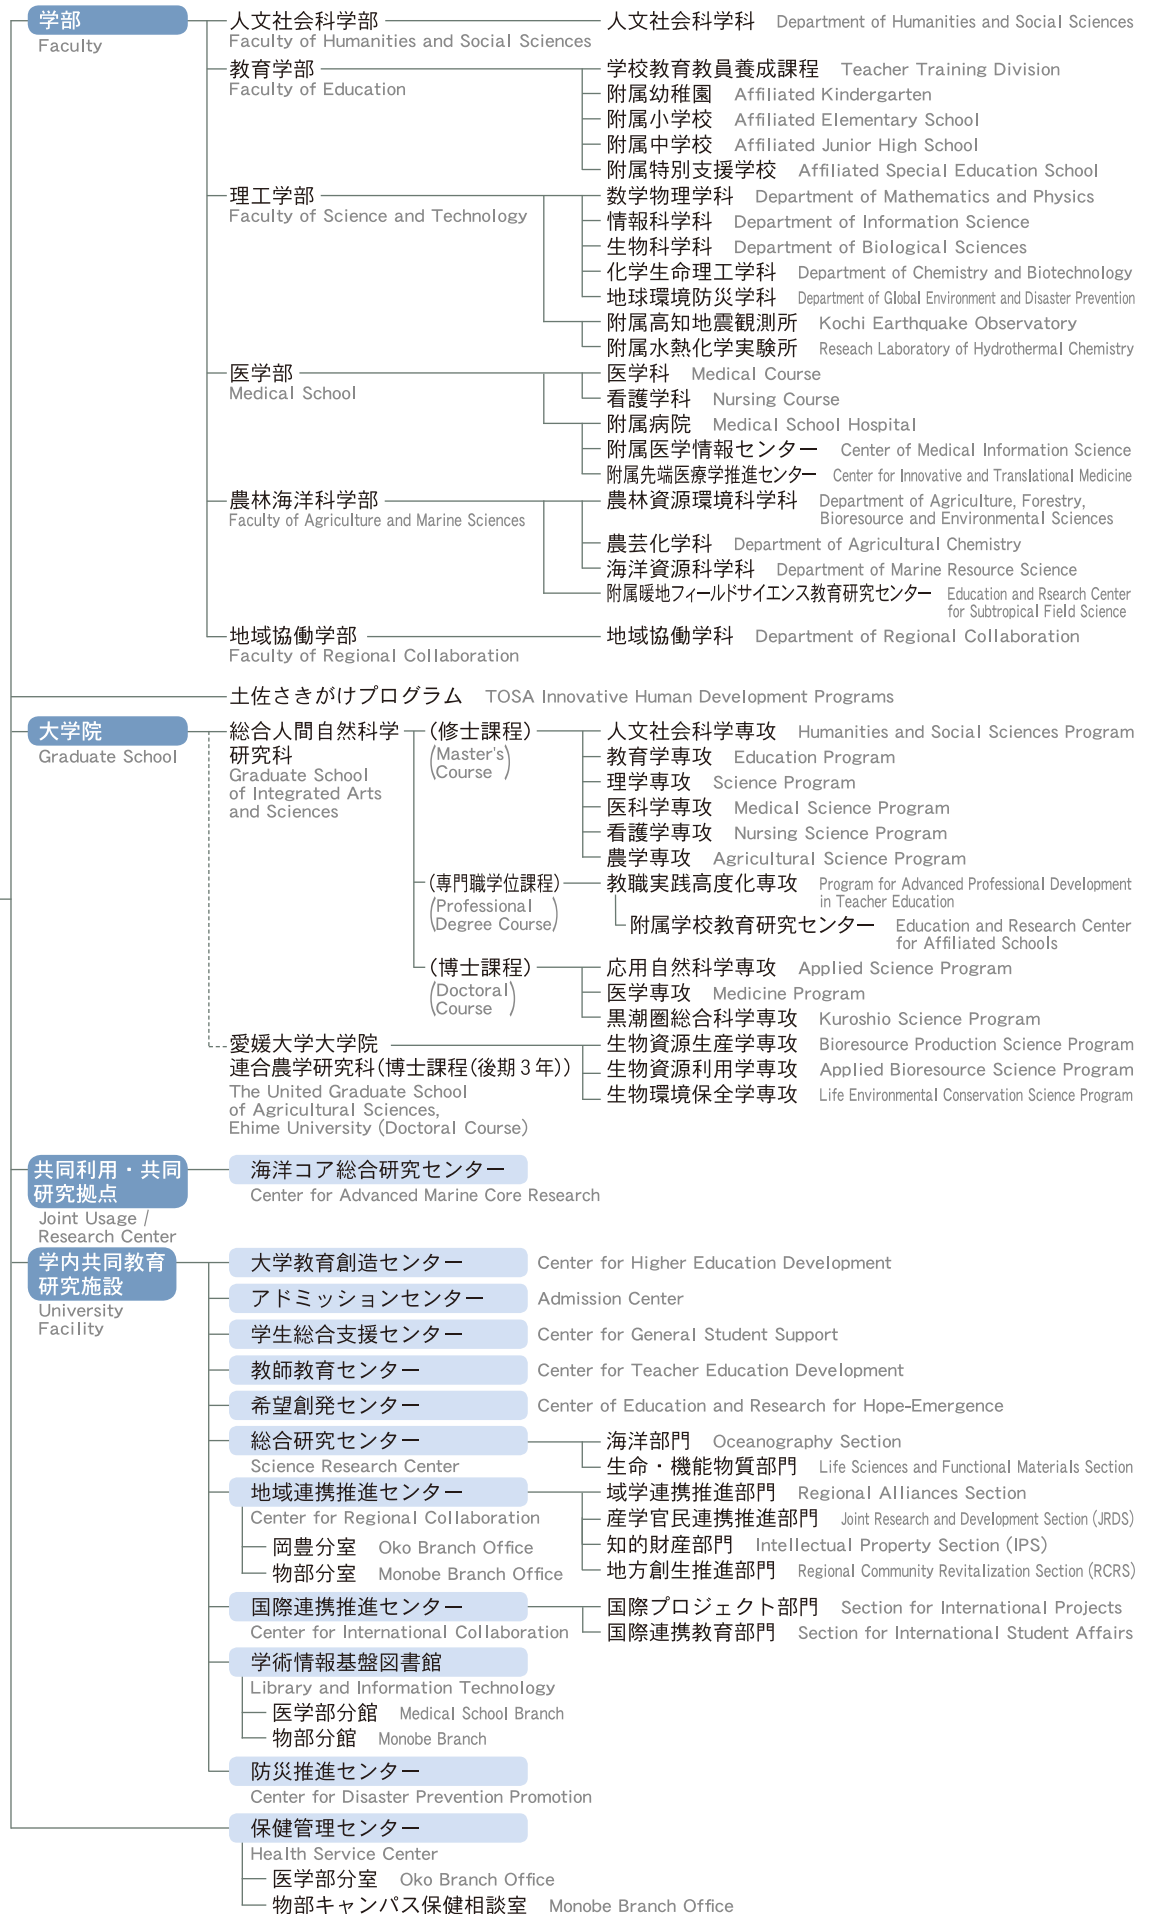 学部
Faculty
人文社会科学部
Faculty of Humanities and Social Sciences
人文社会科学科 Department of Humanities and Social Sciences
教育学部
Faculty of Education
学校教育教員養成課程 Teacher Training Division
附属幼稚園 Affiliated Kindergarten
附属小学校 Affiliated Elementary School
附属中学校 Affiliated Junior High School
附属特別支援学校 Affiliated Special Education School
理工学部
Faculty of Science and Technology
数学物理学科 Department of Mathematics and Physics
情報科学科 Department of Information Science
生物科学科 Department of Biological Sciences
化学生命理工学科 Department of Chemistry and Biotechnology
地球環境防災学科 Department of Global Environment and Disaster Prevention
附属高知地震観測所 Kochi Earthquake Observatory
附属水熱化学実験所 Reseach Laboratory of Hydrothermal Chemistry
医学部
Medical School
医学科 Medical Course
看護学科 Nursing Course
附属病院 Medical School Hospital
附属医学情報センター Center of Medical Information Science
附属先端医療学推進センター Center for Innovative and Translational Medicine
農林海洋科学部
Faculty of Agriculture and Marine Sciences
農林資源環境科学科 Department of Agriculture, Forestry,
Bioresource and Environmental Sciences
農芸化学科 Department of Agricultural Chemistry
海洋資源科学科 Department of Marine Resource Science
附属暖地フィールドサイエンス教育研究センター Education and Rsearch Center
for Subtropical Field Science
地域協働学部
Faculty of Regional Collaboration
地域協働学科 Department of Regional Collaboration
土佐さきがけプログラム TOSA Innovative Human Development Programs
大学院
Graduate School
総合人間自然科学
研究科
Graduate School
of Integrated Arts
and Sciences
(修士課程)
(Master's
Course)
人文社会科学専攻 Humanities and Social Sciences Program
教育学専攻 Education Program
理学専攻 Science Program
医科学専攻 Medical Science Program
看護学専攻 Nursing Science Program
農学専攻 Agricultural Science Program
(専門職学位課程)
(Professional
Degree Course)
教職実践高度化専攻 Program for Advanced Professional Development
in Teacher Education
附属学校教育研究センター Education and Research Center
for Affiliated Schools
(博士課程)
(Doctoral
Course)
応用自然科学専攻 Applied Science Program
医学専攻 Medicine Program
黒潮圏総合科学専攻 Kuroshio Science Program
愛媛大学大学院
連合農学研究科(博士課程(後期3年))
The United Graduate School
of Agricultural Sciences,
Ehime University (Doctoral Course)
生物資源生産学専攻 Bioresource Production Science Program
生物資源利用学専攻 Applied Bioresource Science Program
生物環境保全学専攻 Life Environmental Conservation Science Program
共同利用・共同
研究拠点
Joint Usage /
Research Center
海洋コア総合研究センター
Center for Advanced Marine Core Research
学内共同教育
研究施設
University
Facility
大学教育創造センター Center for Higher Education Development
アドミッションセンター Admission Center
学生総合支援センター Center for General Student Support
教師教育センター Center for Teacher Education Development
希望創発センター Center of Education and Research for Hope-Emergence
総合研究センター
Science Research Center
海洋部門 Oceanography Section
生命・機能物質部門 Life Sciences and Functional Materials Section
地域連携推進センター
Center for Regional Collaboration
岡豊分室 Oko Branch Office
物部分室 Monobe Branch Office
域学連携推進部門 Regional Alliances Section
産学官民連携推進部門 Joint Research and Development Section (JRDS)
知的財産部門 Intellectual Property Section (IPS)
地方創生推進部門 Regional Community Revitalization Section (RCRS)
国際連携推進センター
Center for International Collaboration
国際プロジェクト部門 Section for International Projects
国際連携教育部門 Section for International Student Affairs
学術情報基盤図書館
Library and Information Technology
医学部分館 Medical School Branch
物部分館 Monobe Branch
防災推進センター
Center for Disaster Prevention Promotion
保健管理センター
Health Service Center
医学部分室 Oko Branch Office
物部キャンパス保健相談室 Monobe Branch Office